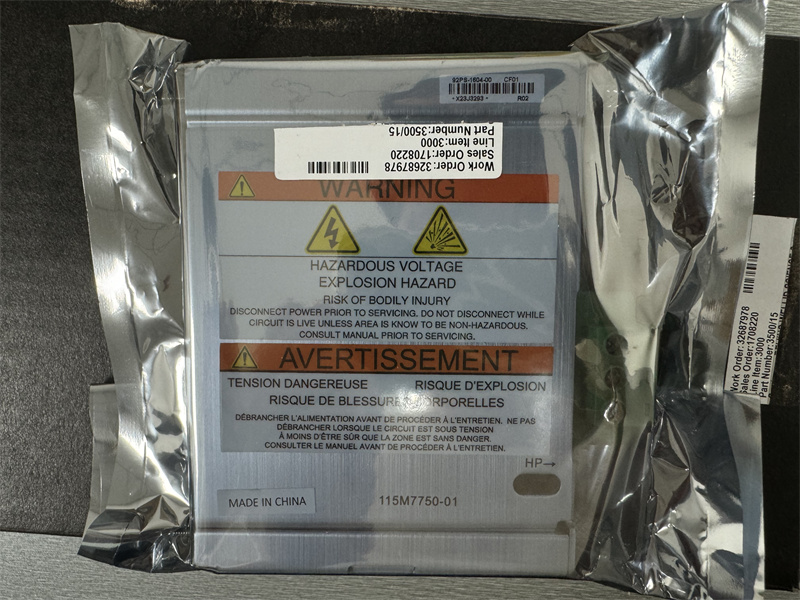 92PS-1604-00 CF01
*X23J3293* R02
Work Order:32687978
Sales Order:1708220
Line Item:3000
Part Number:3500/15
WARNING
HAZARDOUS VOLTAGE
EXPLOSION HAZARD
RISK OF BODILY INJURY
DISCONNECT POWER PRIOR TO SERVICING. DO NOT DISCONNECT WHILE
CIRCUIT IS LIVE UNLESS AREA IS KNOW TO BE NON-HAZARDOUS.
CONSULT MANUAL PRIOR TO SERVICING.
AVERTISSEMENT
TENSION DANGEREUSE RISQUE D'EXPLOSION
RISQUE DE BLESSURES CORPORELLES
DÉBRANCHER L'ALIMENTATION AVANT DE PROCÉDER À L'ENTRETIEN. NE PAS
DÉBRANCHER LORSQUE LE CIRCUIT EST SOUS TENSION
À MOINS D'ÊTRE SÛR QUE LA ZONE EST SANS DANGER.
CONSULTER LE MANUEL AVANT DE PROCÉDER À L'ENTRETIEN.
HP→
MADE IN CHINA
115M7750-01
Work Order:32687978
Sales Order:1708220
Line Item:3000
Part Number:3500/15